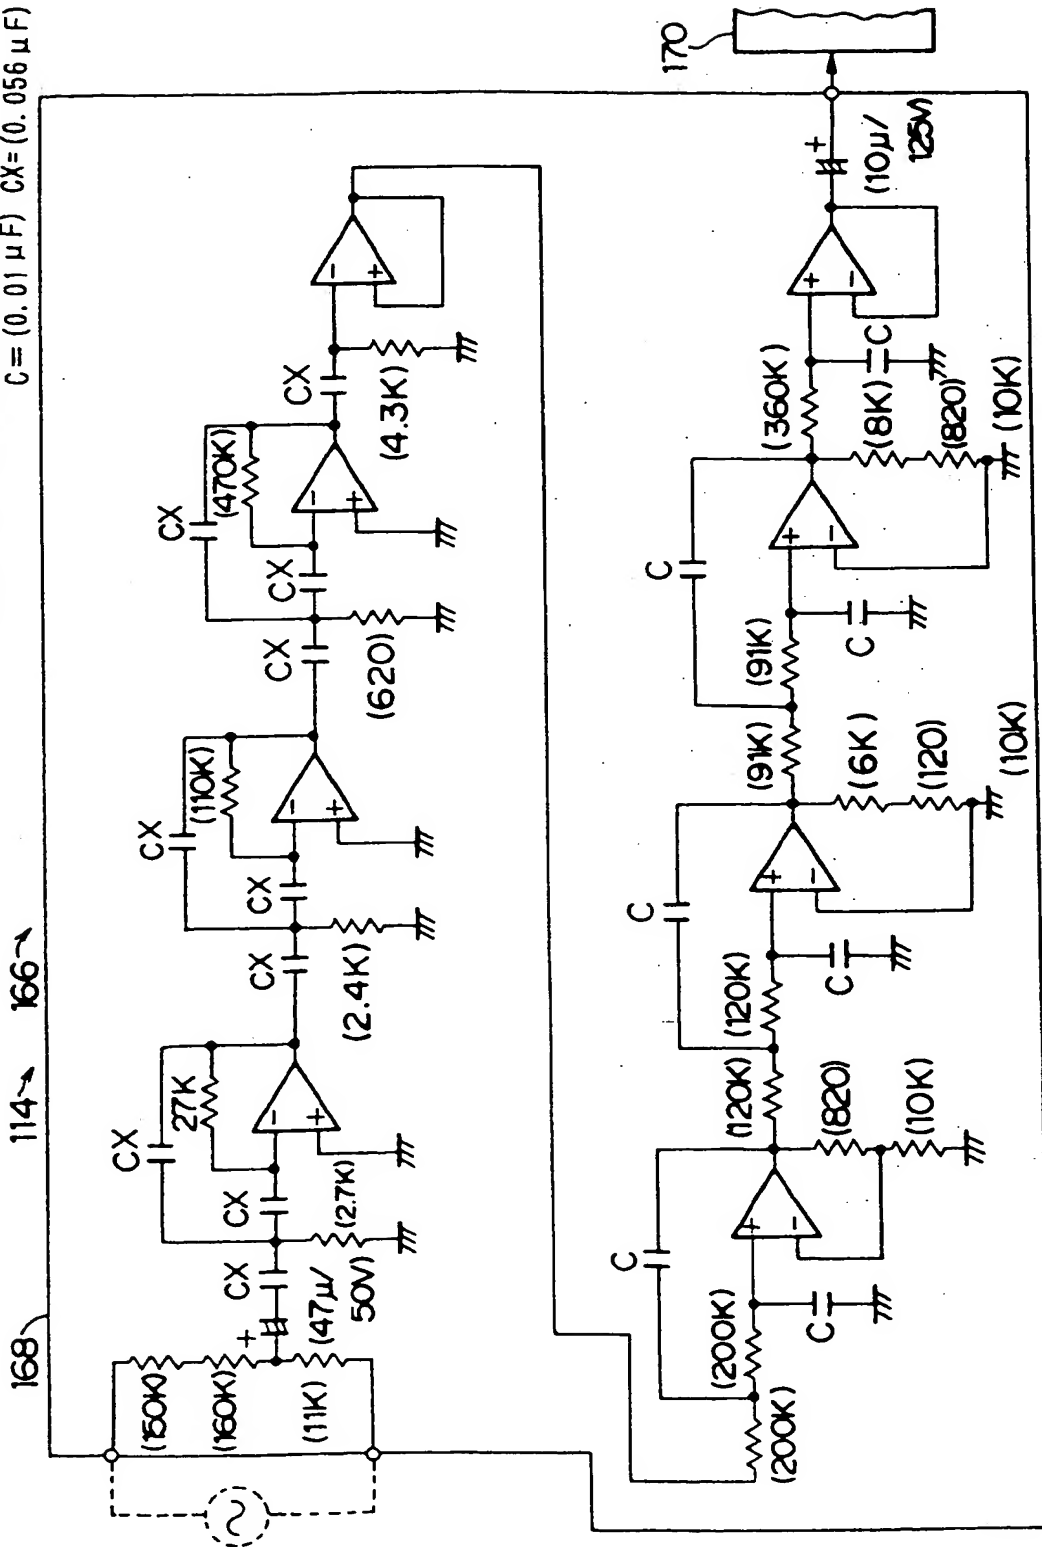 C=(0.01μF) CX=(0.056μF)
168
114
166
(150K)
(160K)
(11K)
+
(47μ/
50V)
CX
CX
CX
27K
(2.7K)
−
+
CX
CX
CX
(110K)
(2.4K)
−
+
CX
CX
CX
(470K)
(620)
−
+
CX
(4.3K)
−
+
(200K)
(200K)
C
C
+
−
(820)
(10K)
(120K)
(120K)
C
C
+
−
(6K)
(120)
(10K)
(91K)
(91K)
C
C
+
−
(8K)
(820)
(10K)
(360K)
C
+
−
+
(10μ/
125V)
170